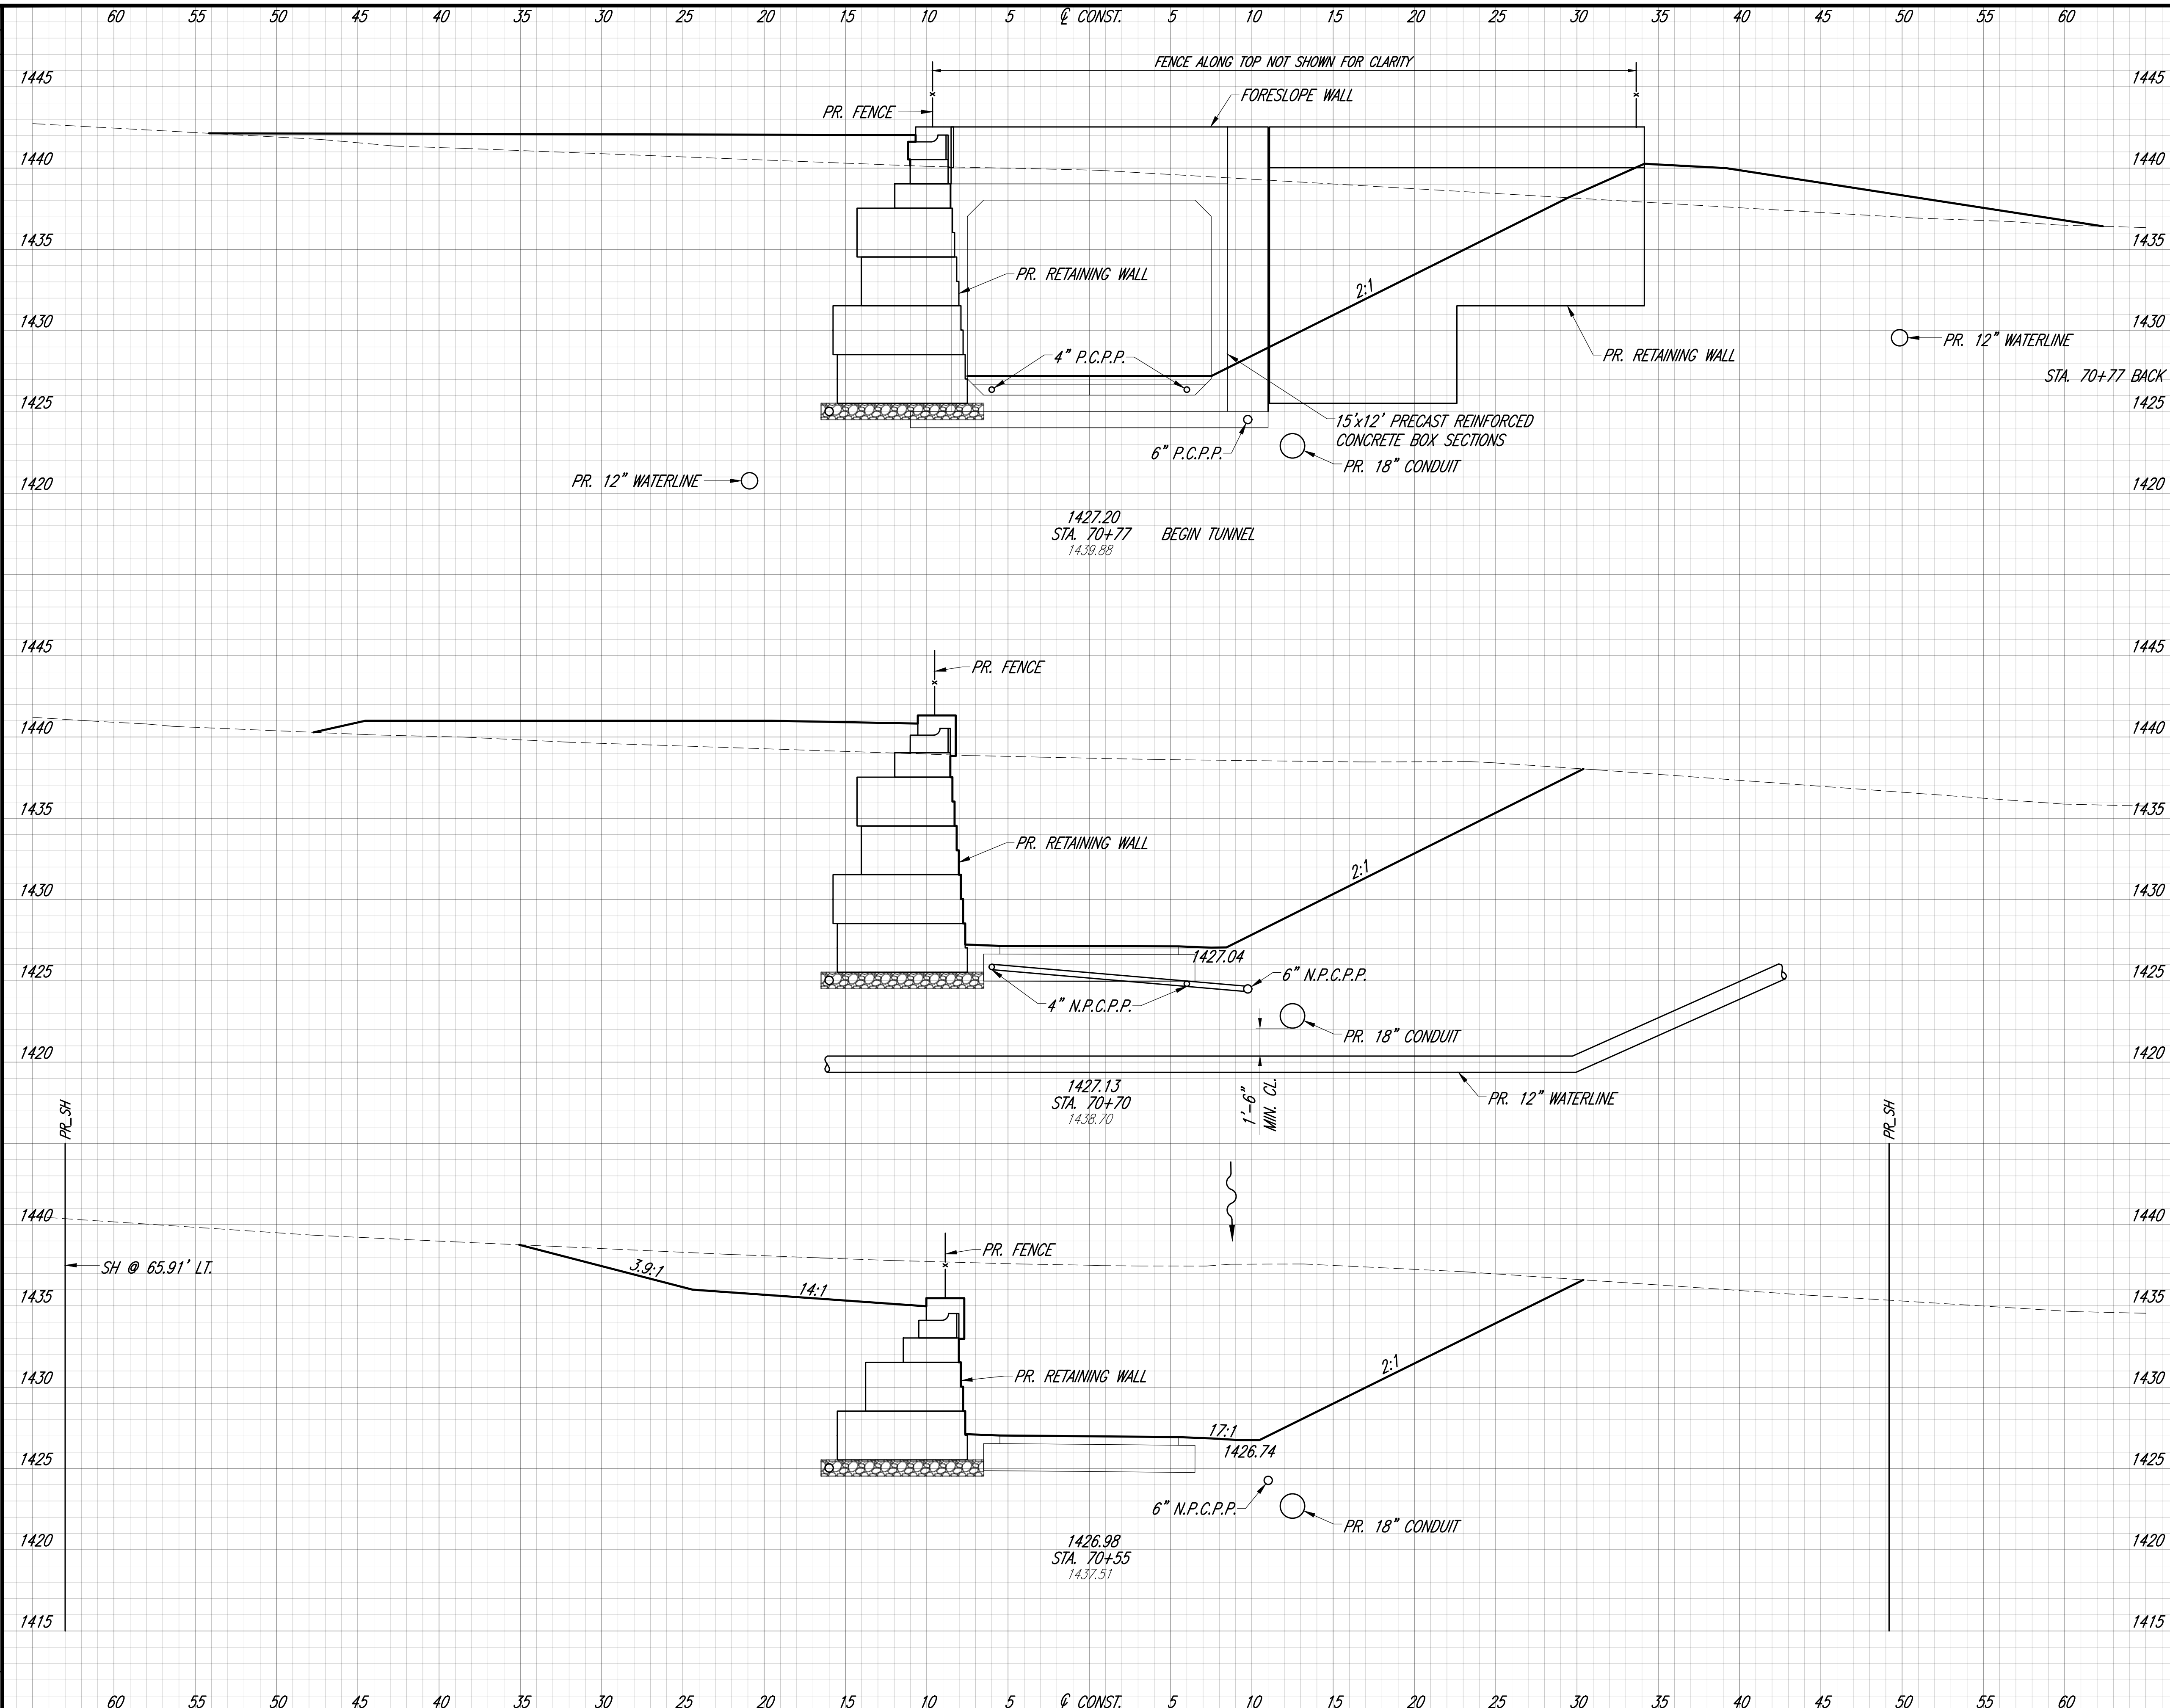 60 55 50 45 40 35 30 25 20 15 10 5 ℄ CONST. 5 10 15 20 25 30 35 40 45 50 55 60
FENCE ALONG TOP NOT SHOWN FOR CLARITY
1445 1445
FORESLOPE WALL
PR. FENCE
1440 1440
1435 1435
PR. RETAINING WALL
2:1
1430 1430
PR. 12" WATERLINE
4" P.C.P.P.
PR. RETAINING WALL
STA. 70+77 BACK
1425 1425
15'x12' PRECAST REINFORCED
CONCRETE BOX SECTIONS
6" P.C.P.P.
PR. 18" CONDUIT
PR. 12" WATERLINE
1420 1420
1427.20
STA. 70+77 BEGIN TUNNEL
1439.88
1445 1445
PR. FENCE
1440 1440
1435 1435
PR. RETAINING WALL
2:1
1430 1430
1427.04
1425 1425
6" N.P.C.P.P.
4" N.P.C.P.P.
PR. 18" CONDUIT
1420 1420
1427.13
STA. 70+70
1438.70
1'-6"
MIN. CL.
PR. 12" WATERLINE
PR_SH PR_SH
1440 1440
PR. FENCE
SH @ 65.91' LT.
3.9:1
14:1
1435 1435
2:1
PR. RETAINING WALL
1430 1430
17:1
1426.74
1425 1425
6" N.P.C.P.P.
PR. 18" CONDUIT
1420 1420
1426.98
STA. 70+55
1437.51
1415 1415
60 55 50 45 40 35 30 25 20 15 10 5 ℄ CONST. 5 10 15 20 25 30 35 40 45 50 55 60